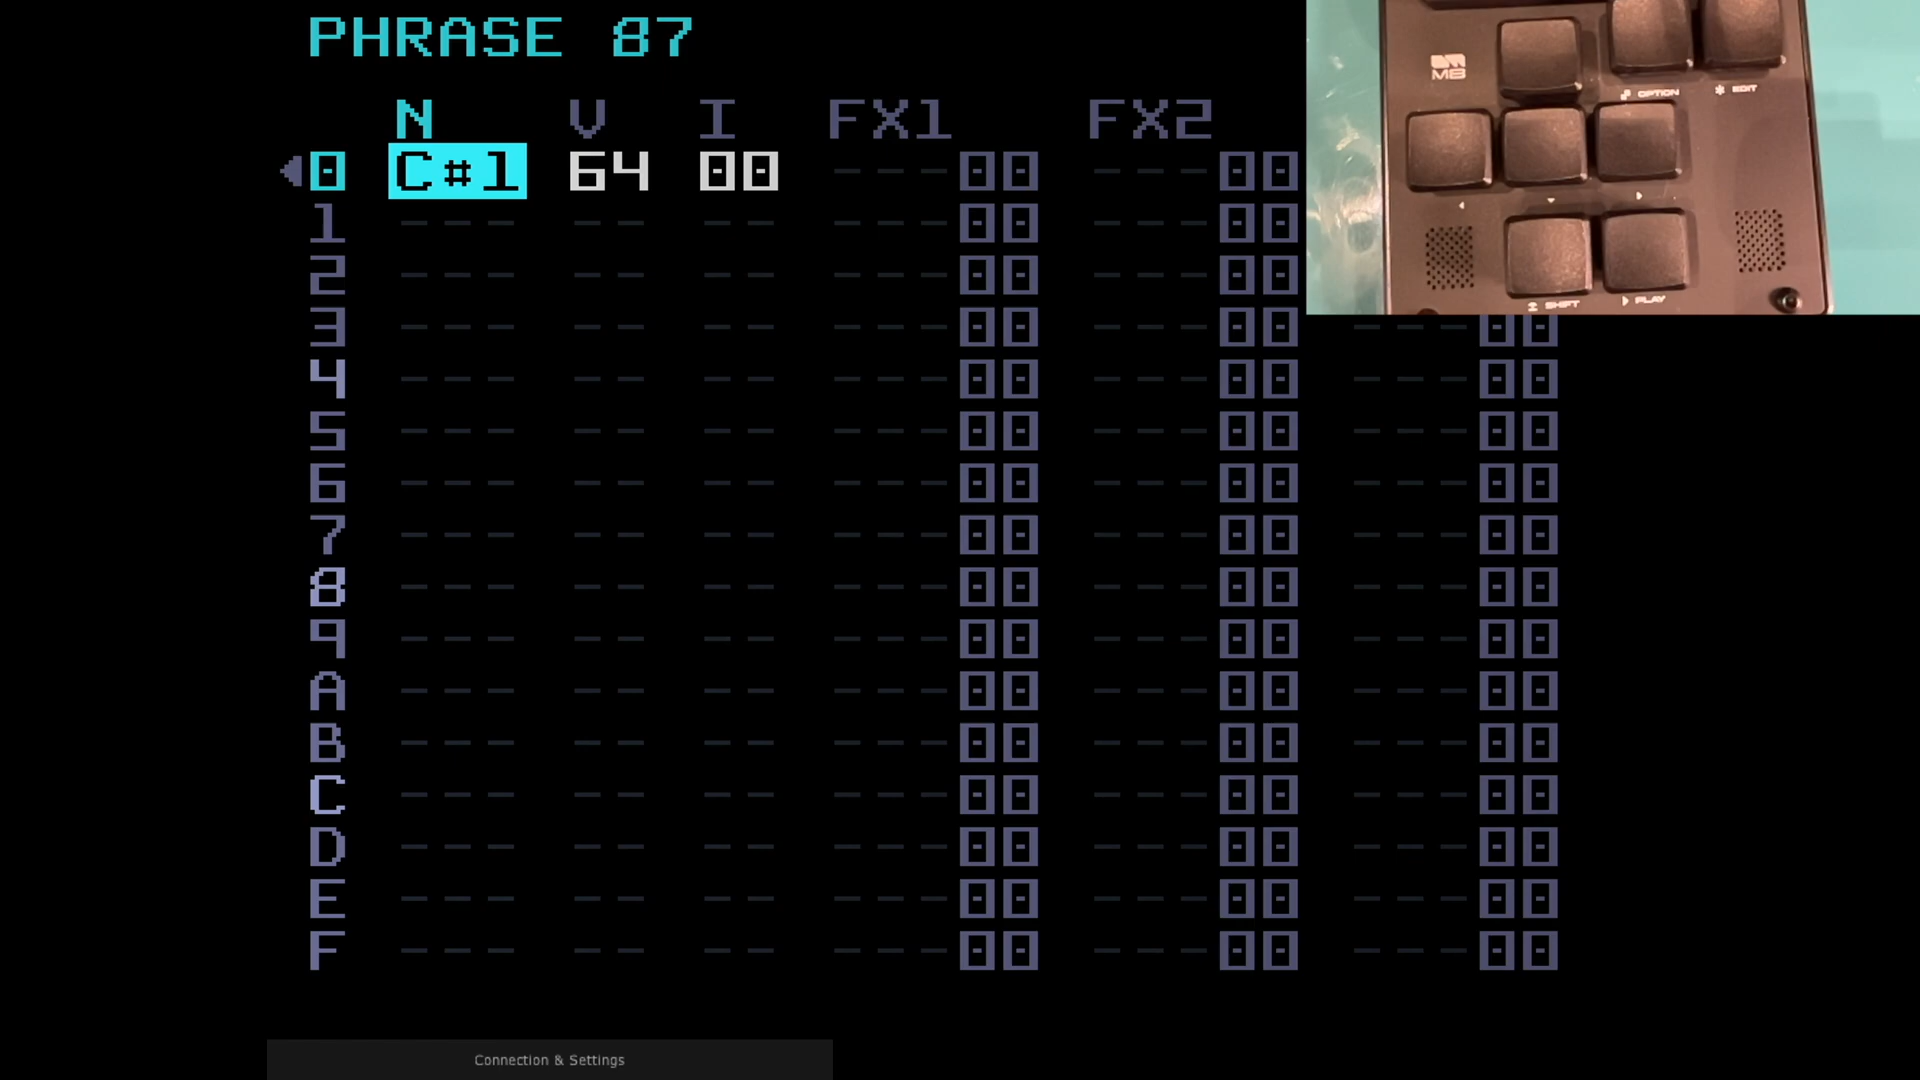 PHRASE 87
N V I FX1 FX2
0 C#1 64 00 --- 00 --- 00
1 --- -- -- --- 00 --- 00
2 --- -- -- --- 00 --- 00
3 --- -- -- --- 00 --- 00 --- 00
4 --- -- -- --- 00 --- 00 --- 00
5 --- -- -- --- 00 --- 00 --- 00
6 --- -- -- --- 00 --- 00 --- 00
7 --- -- -- --- 00 --- 00 --- 00
8 --- -- -- --- 00 --- 00 --- 00
9 --- -- -- --- 00 --- 00 --- 00
A --- -- -- --- 00 --- 00 --- 00
B --- -- -- --- 00 --- 00 --- 00
C --- -- -- --- 00 --- 00 --- 00
D --- -- -- --- 00 --- 00 --- 00
E --- -- -- --- 00 --- 00 --- 00
F --- -- -- --- 00 --- 00 --- 00
M8
OPTION
EDIT
SHIFT
PLAY
Connection & Settings